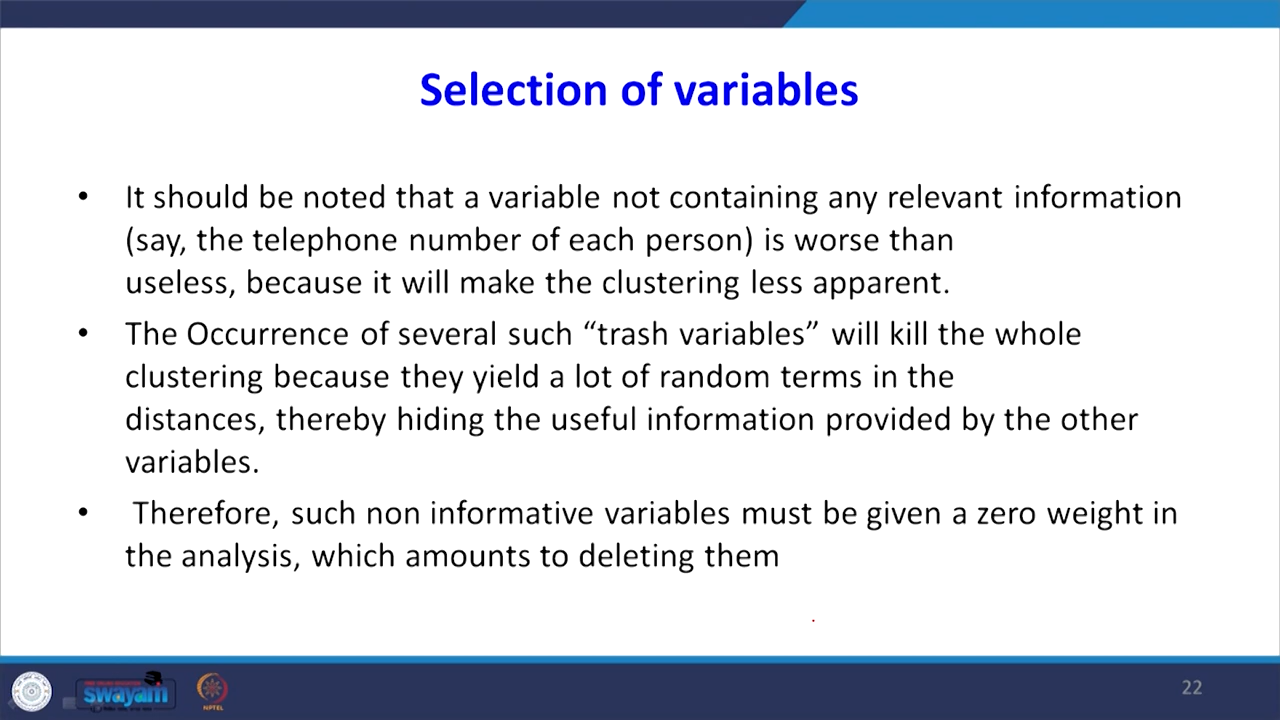 Selection of variables
• It should be noted that a variable not containing any relevant information
(say, the telephone number of each person) is worse than
useless, because it will make the clustering less apparent.
• The Occurrence of several such “trash variables” will kill the whole
clustering because they yield a lot of random terms in the
distances, thereby hiding the useful information provided by the other
variables.
• Therefore, such non informative variables must be given a zero weight in
the analysis, which amounts to deleting them
swayam
NPTEL
22